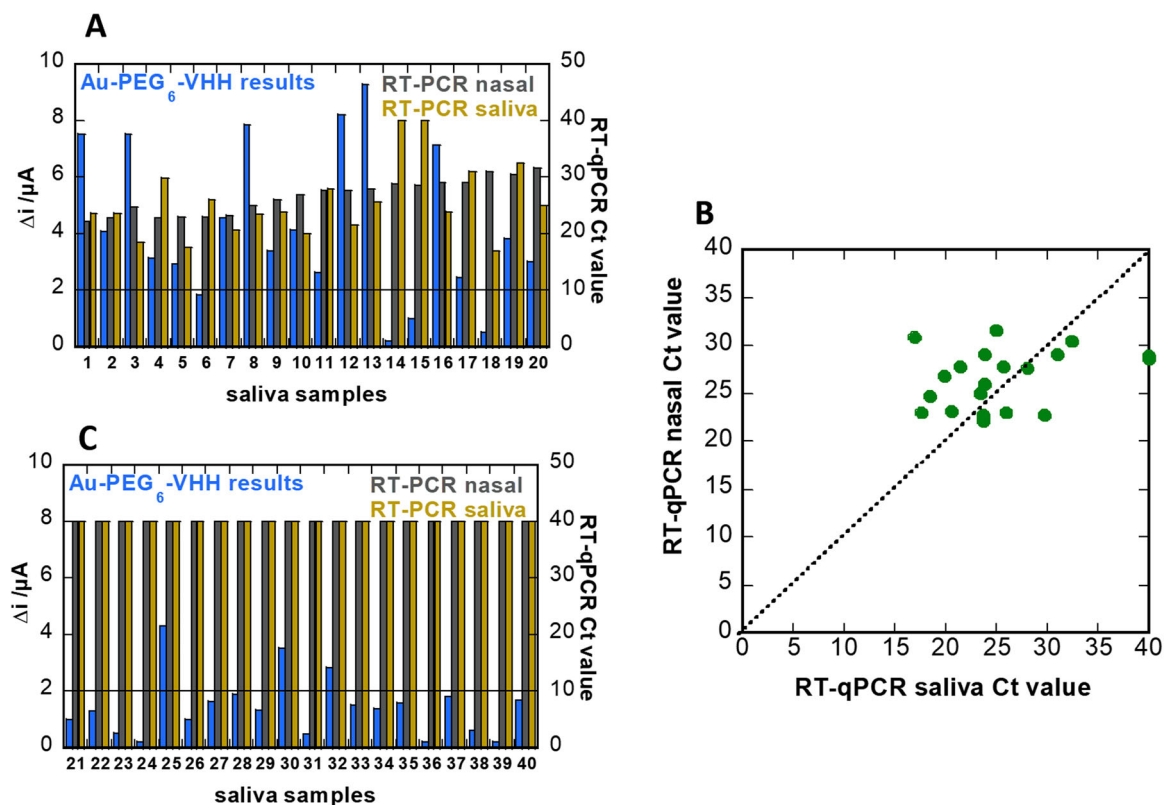 A
Au-PEG6-VHH results
RT-PCR nasal
RT-PCR saliva
10
8
6
4
2
0
Δi /µA
50
40
30
20
10
0
RT-qPCR Ct value
1 2 3 4 5 6 7 8 9 10 11 12 13 14 15 16 17 18 19 20
saliva samples
B
40
35
30
25
20
15
10
5
0
RT-qPCR nasal Ct value
0 5 10 15 20 25 30 35 40
RT-qPCR saliva Ct value
C
Au-PEG6-VHH results
RT-PCR nasal
RT-PCR saliva
10
8
6
4
2
0
Δi /µA
50
40
30
20
10
0
RT-qPCR Ct value
21 22 23 24 25 26 27 28 29 30 31 32 33 34 35 36 37 38 39 40
saliva samples